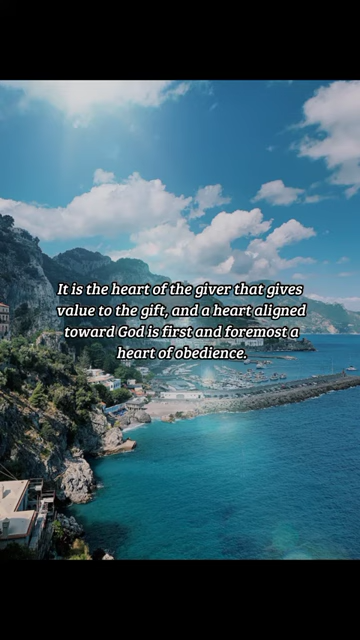 It is the heart of the giver that gives
value to the gift, and a heart aligned
toward God is first and foremost a
heart of obedience.